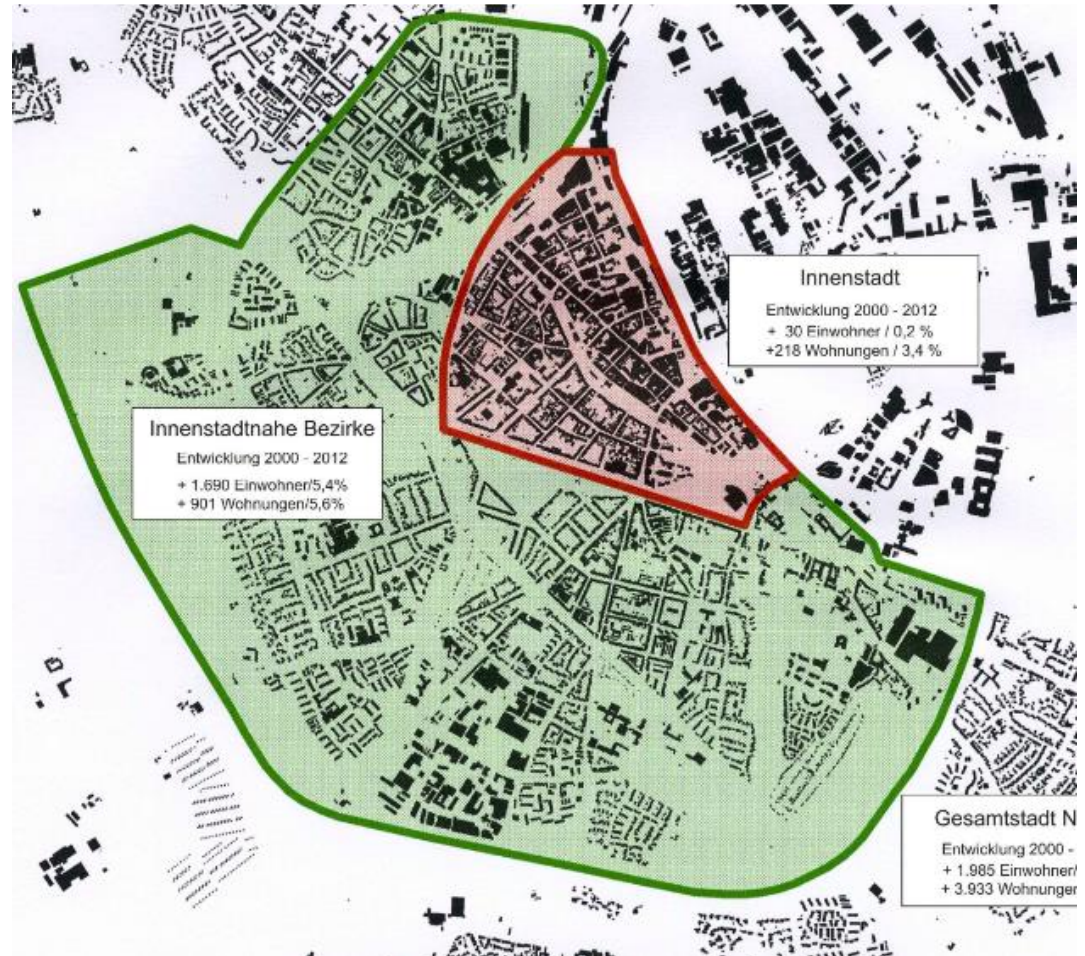 Innenstadt
Entwicklung 2000 - 2012
+ 30 Einwohner / 0,2 %
+218 Wohnungen / 3,4 %
Innenstadtnahe Bezirke
Entwicklung 2000 - 2012
+ 1.690 Einwohner/5,4%
+ 901 Wohnungen/5,6%
Gesamtstadt N
Entwicklung 2000 -
+ 1.985 Einwohner/
+ 3.933 Wohnungen